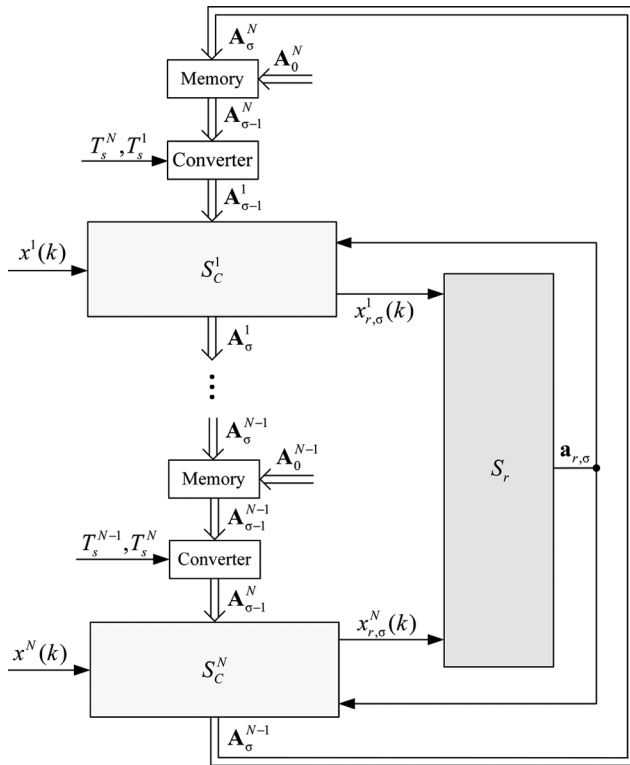 A_σ^N
A_0^N
Memory
A_{σ−1}^N
T_s^N, T_s^1
Converter
A_{σ−1}^1
x^1(k)
S_C^1
x_{r,σ}^1(k)
A_σ^1
⋮
A_σ^{N−1}
A_0^{N−1}
Memory
a_{r,σ}
S_r
A_{σ−1}^{N−1}
T_s^{N−1}, T_s^N
Converter
A_{σ−1}^N
x_{r,σ}^N(k)
x^N(k)
S_C^N
A_σ^{N−1}